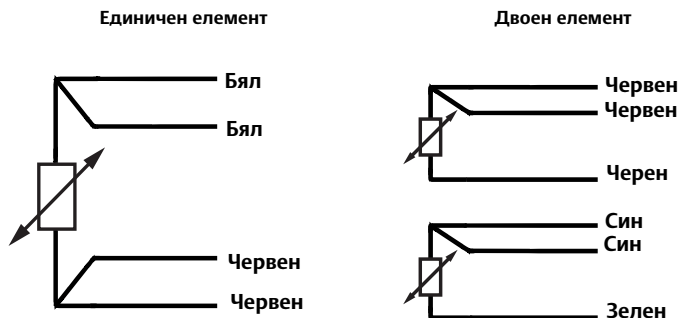 Единичен елемент
Бял
Бял
Червен
Червен
Двоен елемент
Червен
Червен
Черен
Син
Син
Зелен